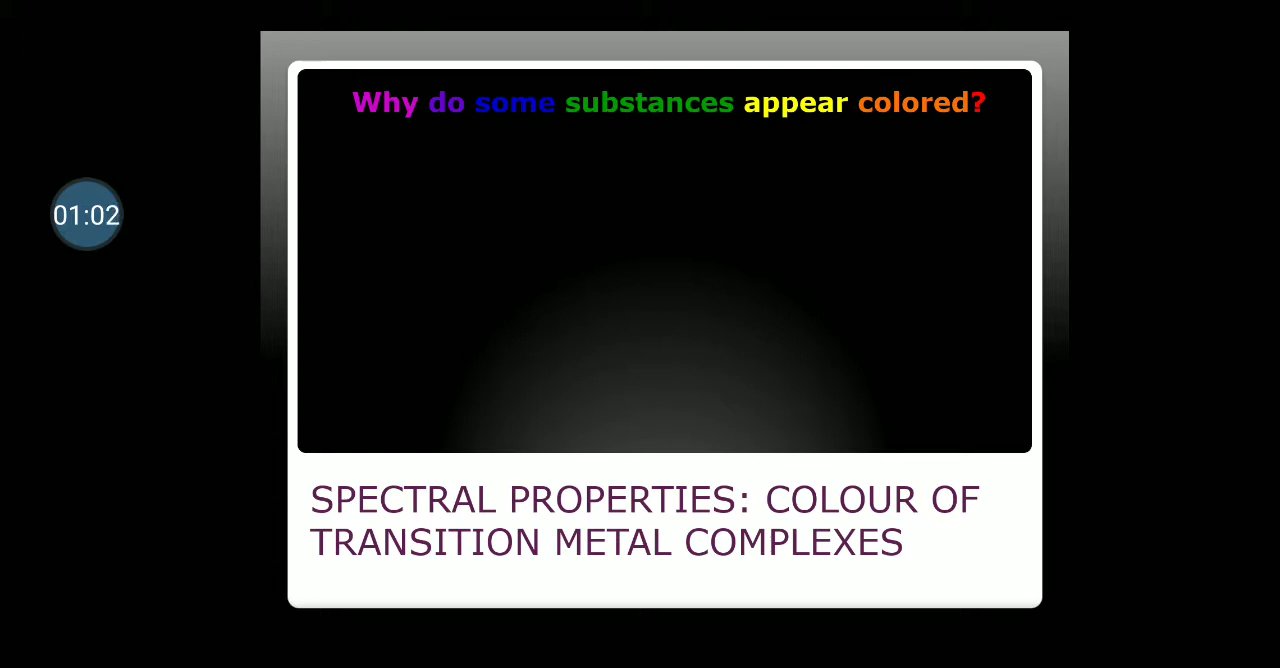 Why do some substances appear colored?
01:02
SPECTRAL PROPERTIES: COLOUR OF
TRANSITION METAL COMPLEXES